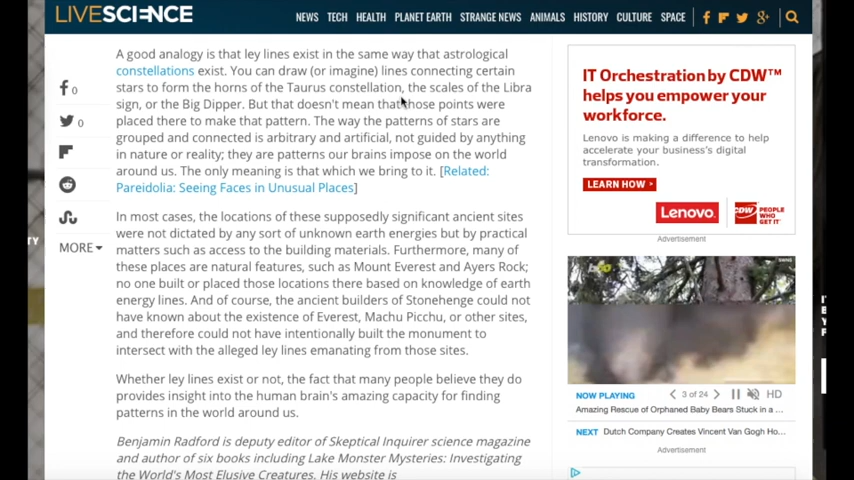 LIVESCIENCE
NEWS TECH HEALTH PLANET EARTH STRANGE NEWS ANIMALS HISTORY CULTURE SPACE
A good analogy is that ley lines exist in the same way that astrological
constellations exist. You can draw (or imagine) lines connecting certain
stars to form the horns of the Taurus constellation, the scales of the Libra
sign, or the Big Dipper. But that doesn't mean that those points were
placed there to make that pattern. The way the patterns of stars are
grouped and connected is arbitrary and artificial, not guided by anything
in nature or reality; they are patterns our brains impose on the world
around us. The only meaning is that which we bring to it. [Related:
Pareidolia: Seeing Faces in Unusual Places]
In most cases, the locations of these supposedly significant ancient sites
were not dictated by any sort of unknown earth energies but by practical
matters such as access to the building materials. Furthermore, many of
these places are natural features, such as Mount Everest and Ayers Rock;
no one built or placed those locations there based on knowledge of earth
energy lines. And of course, the ancient builders of Stonehenge could not
have known about the existence of Everest, Machu Picchu, or other sites,
and therefore could not have intentionally built the monument to
intersect with the alleged ley lines emanating from those sites.
Whether ley lines exist or not, the fact that many people believe they do
provides insight into the human brain's amazing capacity for finding
patterns in the world around us.
Benjamin Radford is deputy editor of Skeptical Inquirer science magazine
and author of six books including Lake Monster Mysteries: Investigating
the World's Most Elusive Creatures. His website is
0
0
MORE
TY
IT Orchestration by CDW™
helps you empower your
workforce.
Lenovo is making a difference to help
accelerate your business's digital
transformation.
LEARN HOW >
Lenovo. CDW PEOPLE
WHO
GET IT
Advertisement
NOW PLAYING 3 of 24 HD
Amazing Rescue of Orphaned Baby Bears Stuck in a ...
NEXT Dutch Company Creates Vincent Van Gogh Ho...
Advertisement